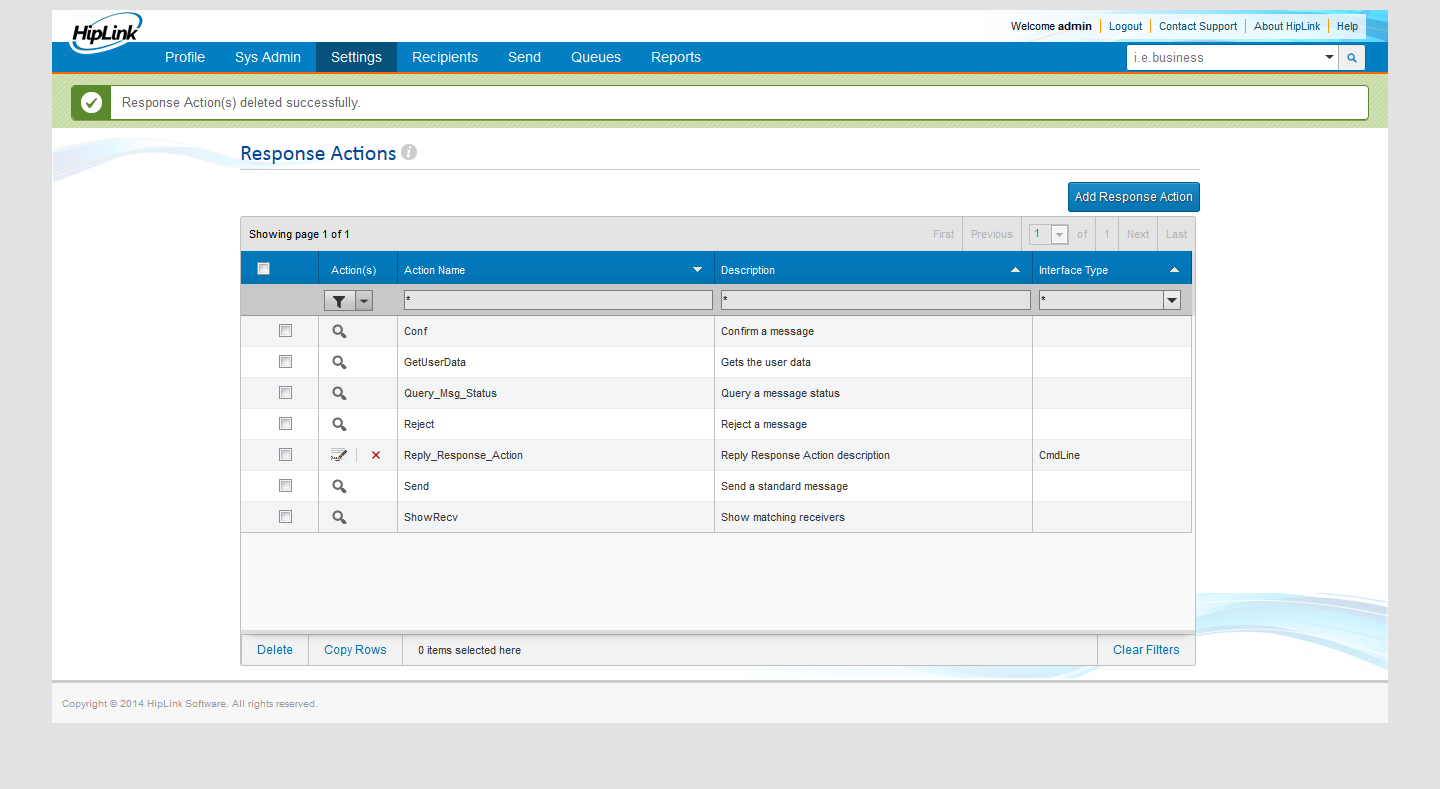 HipLink
Welcome admin Logout Contact Support About HipLink Help
Profile Sys Admin Settings Recipients Send Queues Reports i.e.business
Response Action(s) deleted successfully.
Response Actions i
Add Response Action
Showing page 1 of 1 First Previous 1 of 1 Next Last
Action(s) Action Name Description Interface Type
* * *
Conf Confirm a message
GetUserData Gets the user data
Query_Msg_Status Query a message status
Reject Reject a message
Reply_Response_Action Reply Response Action description CmdLine
Send Send a standard message
ShowRecv Show matching receivers
Delete Copy Rows 0 items selected here Clear Filters
Copyright © 2014 HipLink Software. All rights reserved.